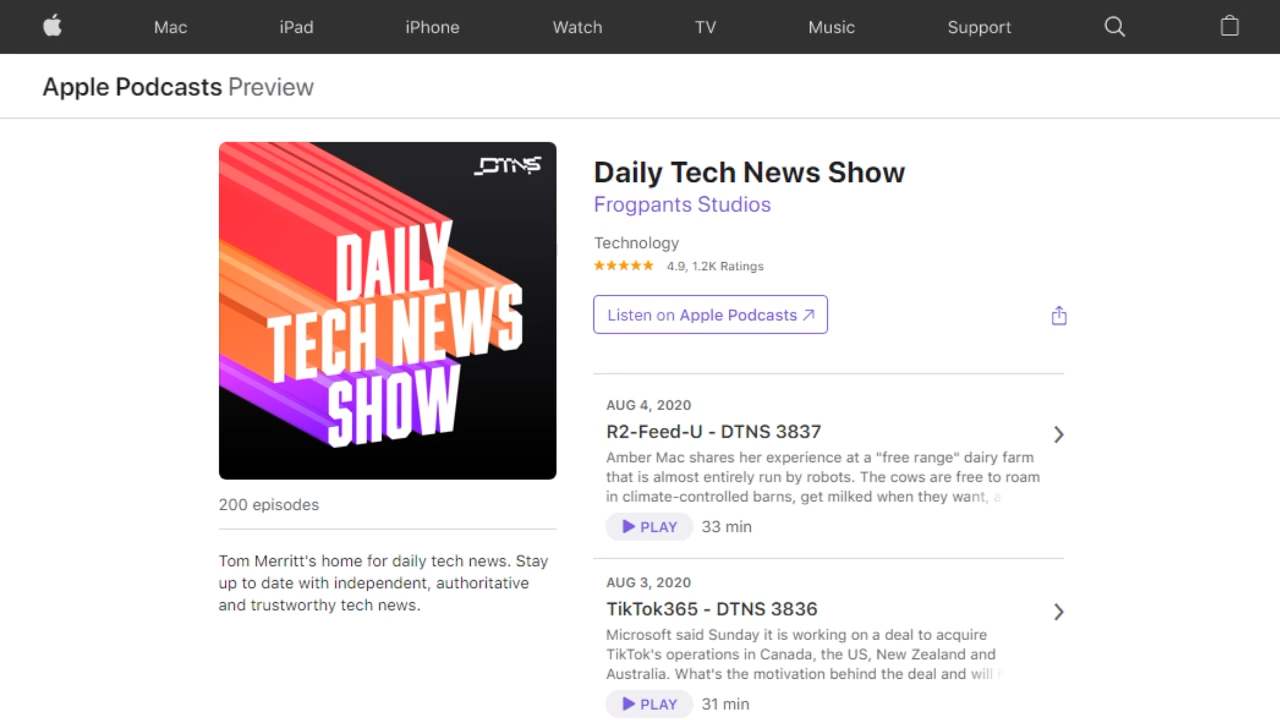 Mac iPad iPhone Watch TV Music Support
Apple Podcasts Preview
DTNS
DAILY
TECH NEWS
SHOW
200 episodes
Tom Merritt's home for daily tech news. Stay
up to date with independent, authoritative
and trustworthy tech news.
Daily Tech News Show
Frogpants Studios
Technology
4.9, 1.2K Ratings
Listen on Apple Podcasts
AUG 4, 2020
R2-Feed-U - DTNS 3837
Amber Mac shares her experience at a "free range" dairy farm
that is almost entirely run by robots. The cows are free to roam
in climate-controlled barns, get milked when they want,
PLAY 33 min
AUG 3, 2020
TikTok365 - DTNS 3836
Microsoft said Sunday it is working on a deal to acquire
TikTok's operations in Canada, the US, New Zealand and
Australia. What's the motivation behind the deal and will
PLAY 31 min